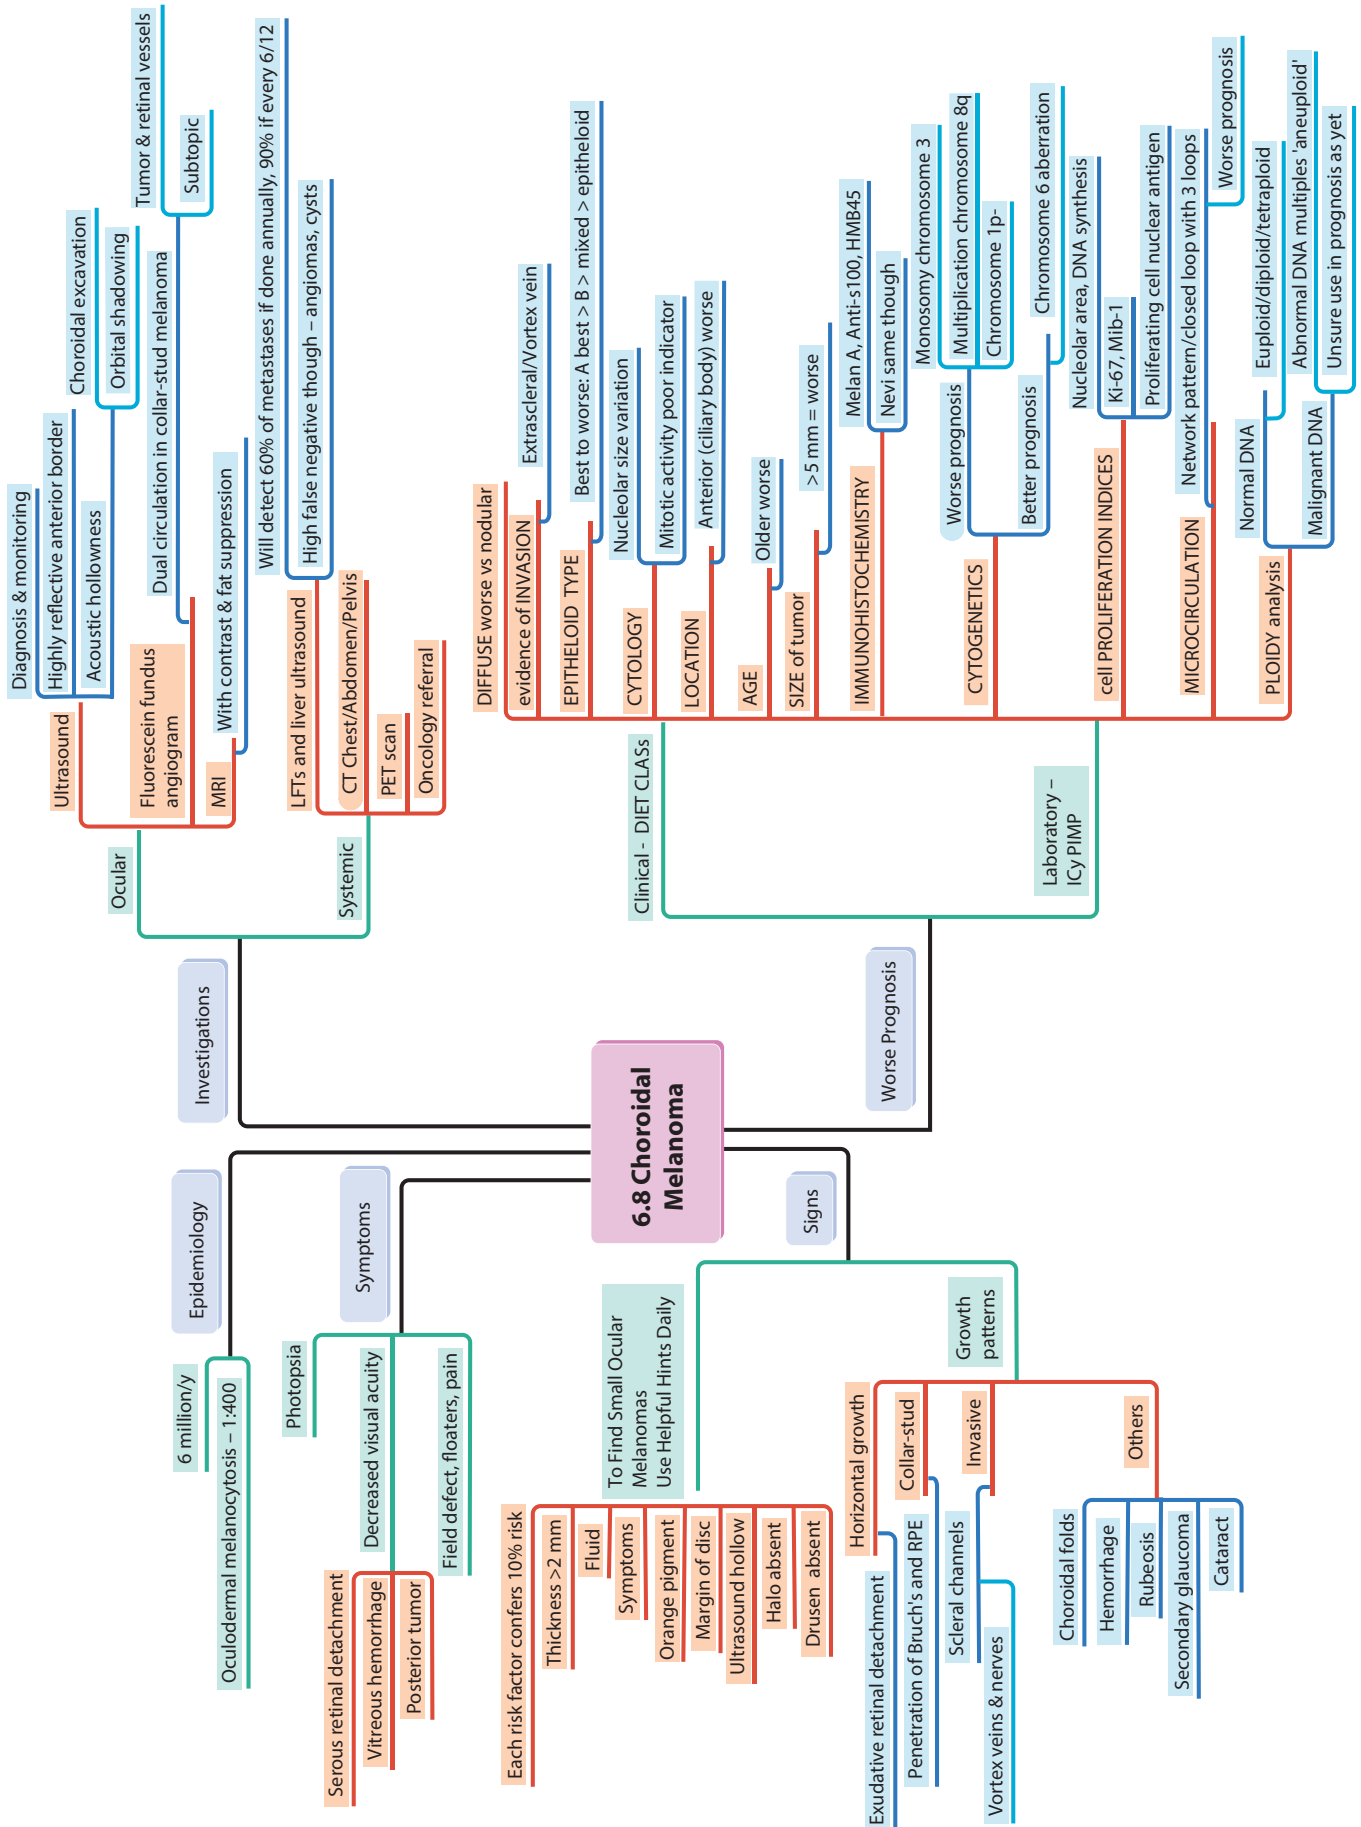 6.8 Choroidal
Melanoma
Epidemiology
6 million/y
Oculodermal melanocytosis – 1:400
Symptoms
Photopsia
Decreased visual acuity
Serous retinal detachment
Vitreous hemorrhage
Posterior tumor
Field defect, floaters, pain
Signs
To Find Small Ocular
Melanomas
Use Helpful Hints Daily
Each risk factor confers 10% risk
Thickness >2 mm
Fluid
Symptoms
Orange pigment
Margin of disc
Ultrasound hollow
Halo absent
Drusen absent
Growth
patterns
Horizontal growth
Exudative retinal detachment
Collar-stud
Penetration of Bruch's and RPE
Invasive
Scleral channels
Vortex veins & nerves
Others
Choroidal folds
Hemorrhage
Rubeosis
Secondary glaucoma
Cataract
Investigations
Ocular
Ultrasound
Diagnosis & monitoring
Highly reflective anterior border
Acoustic hollowness
Choroidal excavation
Orbital shadowing
Fluorescein fundus
angiogram
Dual circulation in collar-stud melanoma
Tumor & retinal vessels
Subtopic
MRI
With contrast & fat suppression
Systemic
LFTs and liver ultrasound
Will detect 60% of metastases if done annually, 90% if every 6/12
High false negative though – angiomas, cysts
CT Chest/Abdomen/Pelvis
PET scan
Oncology referral
Worse Prognosis
Clinical - DIET CLASs
DIFFUSE worse vs nodular
evidence of INVASION
Extrascleral/Vortex vein
EPITHELOID TYPE
Best to worse: A best > B > mixed > epitheloid
CYTOLOGY
Nucleolar size variation
Mitotic activity poor indicator
LOCATION
Anterior (ciliary body) worse
AGE
Older worse
SIZE of tumor
>5 mm = worse
Laboratory –
ICy PIMP
IMMUNOHISTOCHEMISTRY
Melan A, Anti-s100, HMB45
Nevi same though
CYTOGENETICS
Worse prognosis
Monosomy chromosome 3
Multiplication chromosome 8q
Chromosome 1p-
Better prognosis
Chromosome 6 aberration
cell PROLIFERATION INDICES
Nucleolar area, DNA synthesis
Ki-67, Mib-1
Proliferating cell nuclear antigen
MICROCIRCULATION
Network pattern/closed loop with 3 loops
Worse prognosis
PLOIDY analysis
Normal DNA
Euploid/diploid/tetraploid
Malignant DNA
Abnormal DNA multiples 'aneuploid'
Unsure use in prognosis as yet